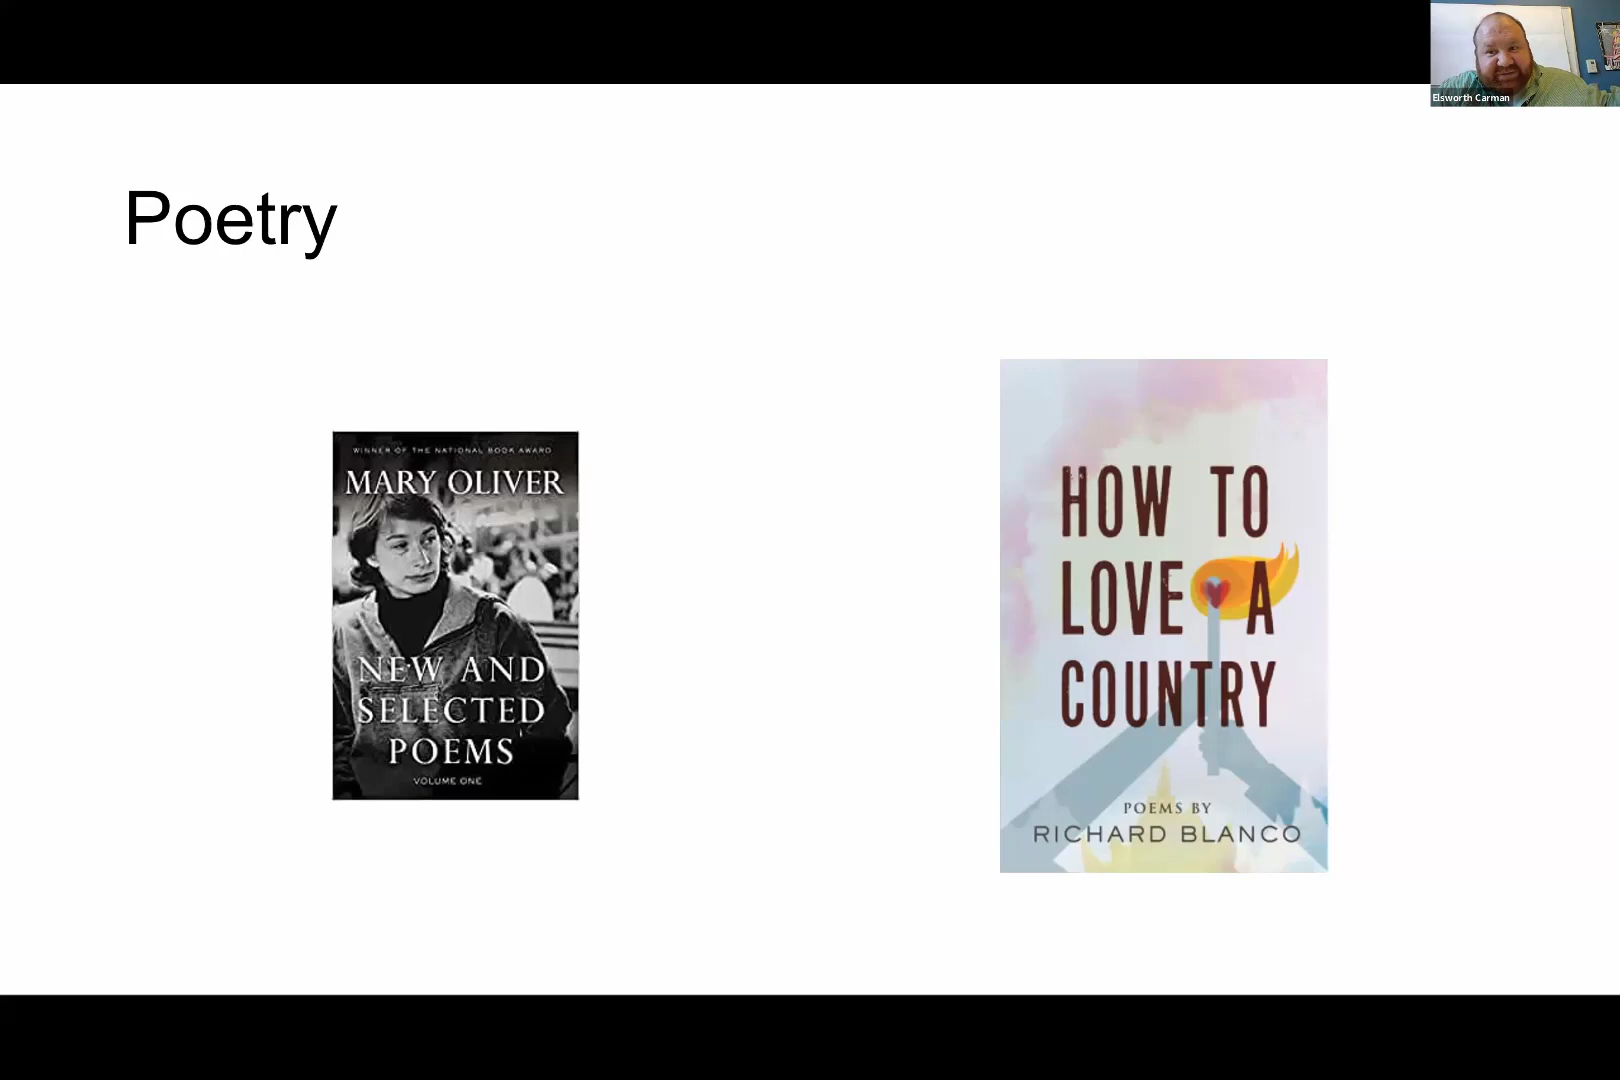 Elsworth Carman
Poetry
WINNER OF THE NATIONAL BOOK AWARD
MARY OLIVER
NEW AND
SELECTED
POEMS
VOLUME ONE
HOW TO
LOVE A
COUNTRY
POEMS BY
RICHARD BLANCO